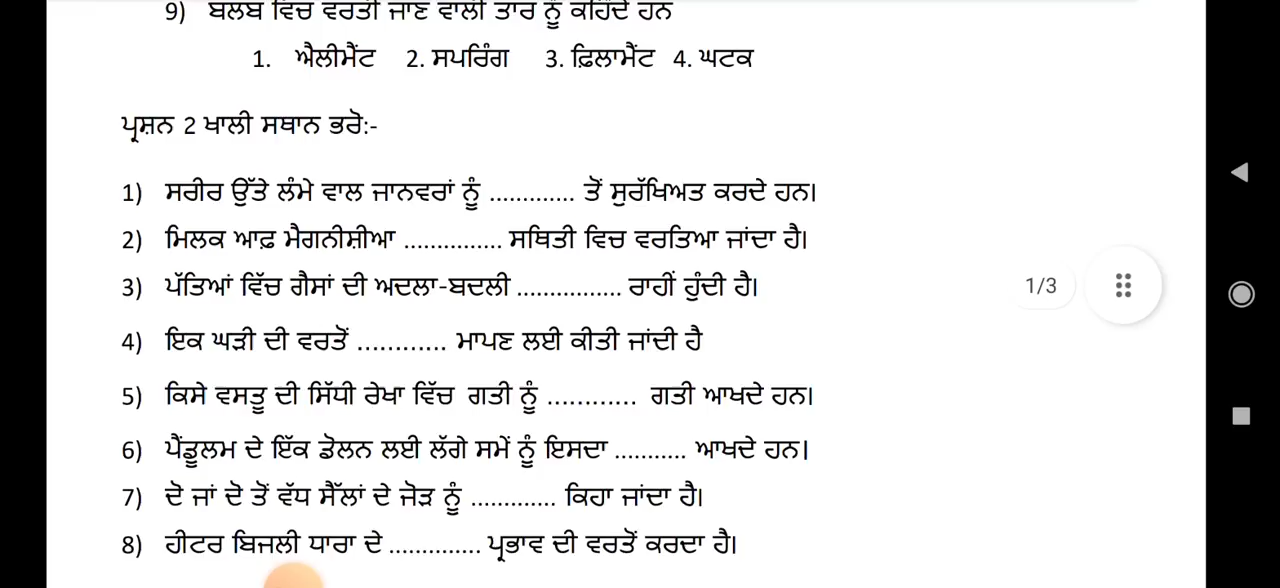 9) ਬਲਬ ਵਿਚ ਵਰਤੀ ਜਾਣ ਵਾਲੀ ਤਾਰ ਨੂੰ ਕਹਿੰਦੇ ਹਨ
1. ਐਲੀਮੈਂਟ 2. ਸਪਰਿੰਗ 3. ਫ਼ਿਲਾਮੈਂਟ 4. ਘਟਕ
ਪ੍ਰਸ਼ਨ 2 ਖਾਲੀ ਸਥਾਨ ਭਰੋ:-
1) ਸਰੀਰ ਉੱਤੇ ਲੰਮੇ ਵਾਲ ਜਾਨਵਰਾਂ ਨੂੰ ............. ਤੋਂ ਸੁਰੱਖਿਅਤ ਕਰਦੇ ਹਨ।
2) ਮਿਲਕ ਆਫ਼ ਮੈਗਨੀਸ਼ੀਆ ............... ਸਥਿਤੀ ਵਿਚ ਵਰਤਿਆ ਜਾਂਦਾ ਹੈ।
3) ਪੱਤਿਆਂ ਵਿੱਚ ਗੈਸਾਂ ਦੀ ਅਦਲਾ-ਬਦਲੀ ................ ਰਾਹੀਂ ਹੁੰਦੀ ਹੈ।
1/3
4) ਇਕ ਘੜੀ ਦੀ ਵਰਤੋਂ ............ ਮਾਪਣ ਲਈ ਕੀਤੀ ਜਾਂਦੀ ਹੈ
5) ਕਿਸੇ ਵਸਤੂ ਦੀ ਸਿੱਧੀ ਰੇਖਾ ਵਿੱਚ ਗਤੀ ਨੂੰ ............ ਗਤੀ ਆਖਦੇ ਹਨ।
6) ਪੈਂਡੂਲਮ ਦੇ ਇੱਕ ਡੋਲਨ ਲਈ ਲੱਗੇ ਸਮੇਂ ਨੂੰ ਇਸਦਾ ........... ਆਖਦੇ ਹਨ।
7) ਦੋ ਜਾਂ ਦੋ ਤੋਂ ਵੱਧ ਸੈੱਲਾਂ ਦੇ ਜੋੜ ਨੂੰ ............. ਕਿਹਾ ਜਾਂਦਾ ਹੈ।
8) ਹੀਟਰ ਬਿਜਲੀ ਧਾਰਾ ਦੇ .............. ਪ੍ਰਭਾਵ ਦੀ ਵਰਤੋਂ ਕਰਦਾ ਹੈ।